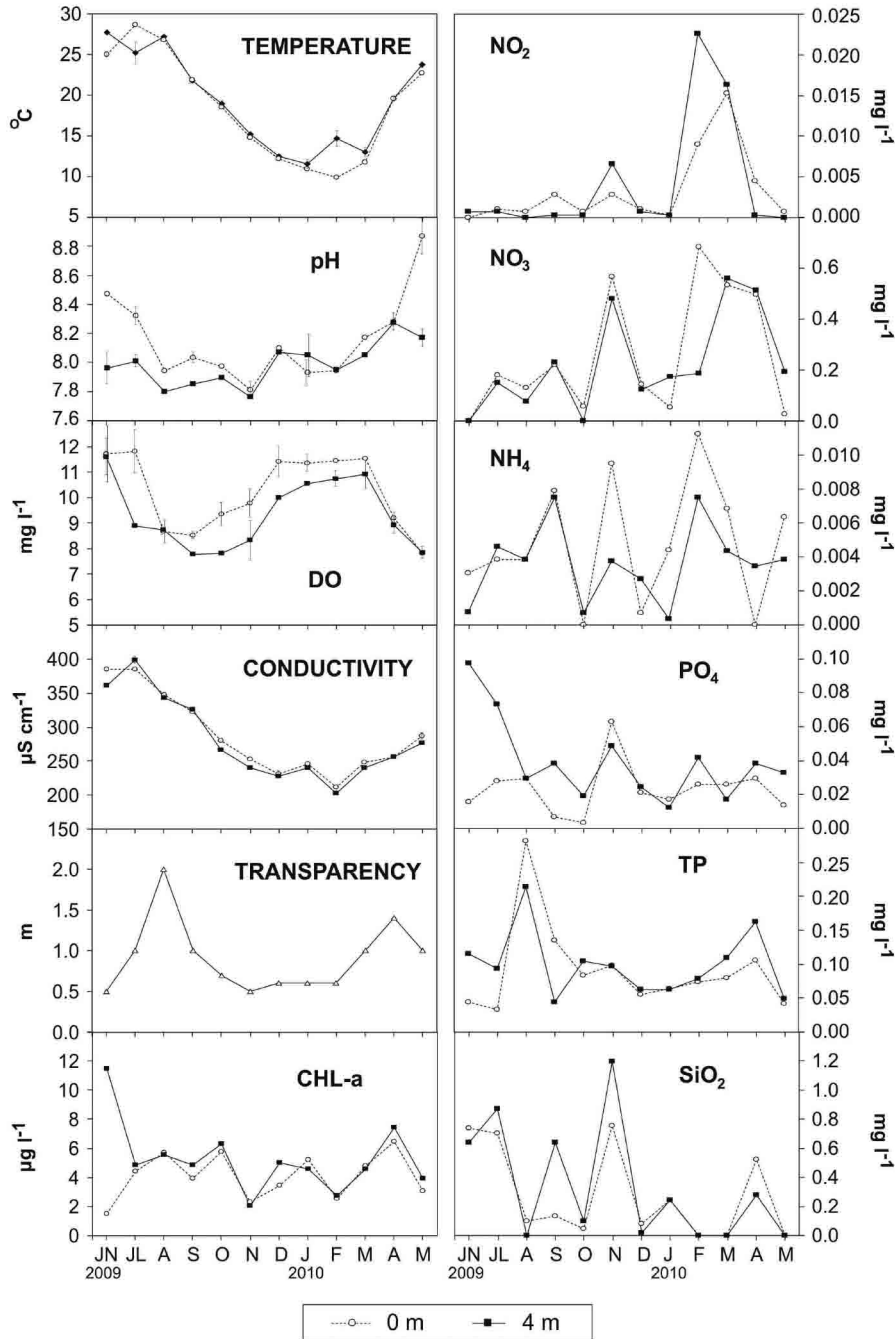 TEMPERATURE
°C
30
25
20
15
10
5
pH
8.8
8.6
8.4
8.2
8.0
7.8
7.6
DO
mg l⁻¹
12
11
10
9
8
7
6
5
CONDUCTIVITY
µS cm⁻¹
400
350
300
250
200
150
TRANSPARENCY
m
2.0
1.5
1.0
0.5
0.0
CHL-a
µg l⁻¹
12
10
8
6
4
2
0
JN JL A S O N D J F M A M
2009 2010
NO₂
mg l⁻¹
0.025
0.020
0.015
0.010
0.005
0.000
NO₃
mg l⁻¹
0.6
0.4
0.2
0.0
NH₄
mg l⁻¹
0.010
0.008
0.006
0.004
0.002
0.000
PO₄
mg l⁻¹
0.10
0.08
0.06
0.04
0.02
0.00
TP
mg l⁻¹
0.25
0.20
0.15
0.10
0.05
0.00
SiO₂
mg l⁻¹
1.2
1.0
0.8
0.6
0.4
0.2
0.0
JN JL A S O N D J F M A M
2009 2010
0 m 4 m